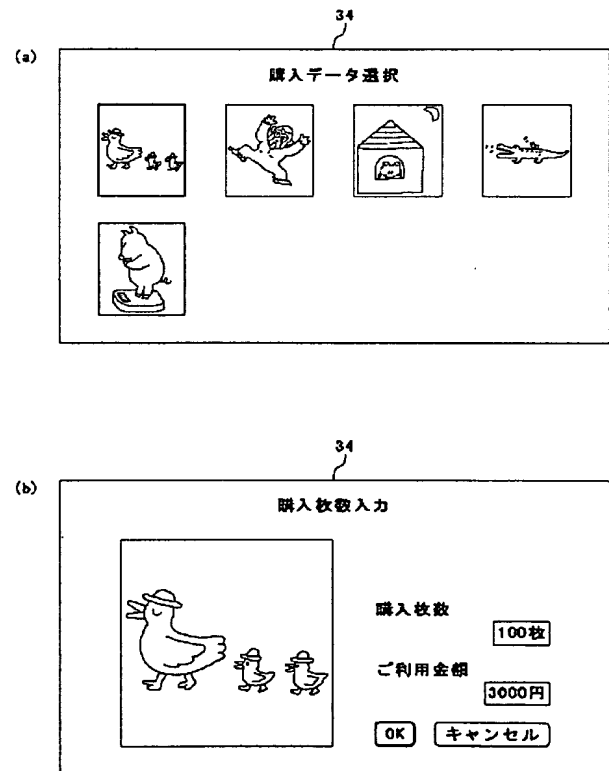 34
(a)
購入データ選択
34
(b)
購入枚数入力
購入枚数
100枚
ご利用金額
3000円
OK キャンセル